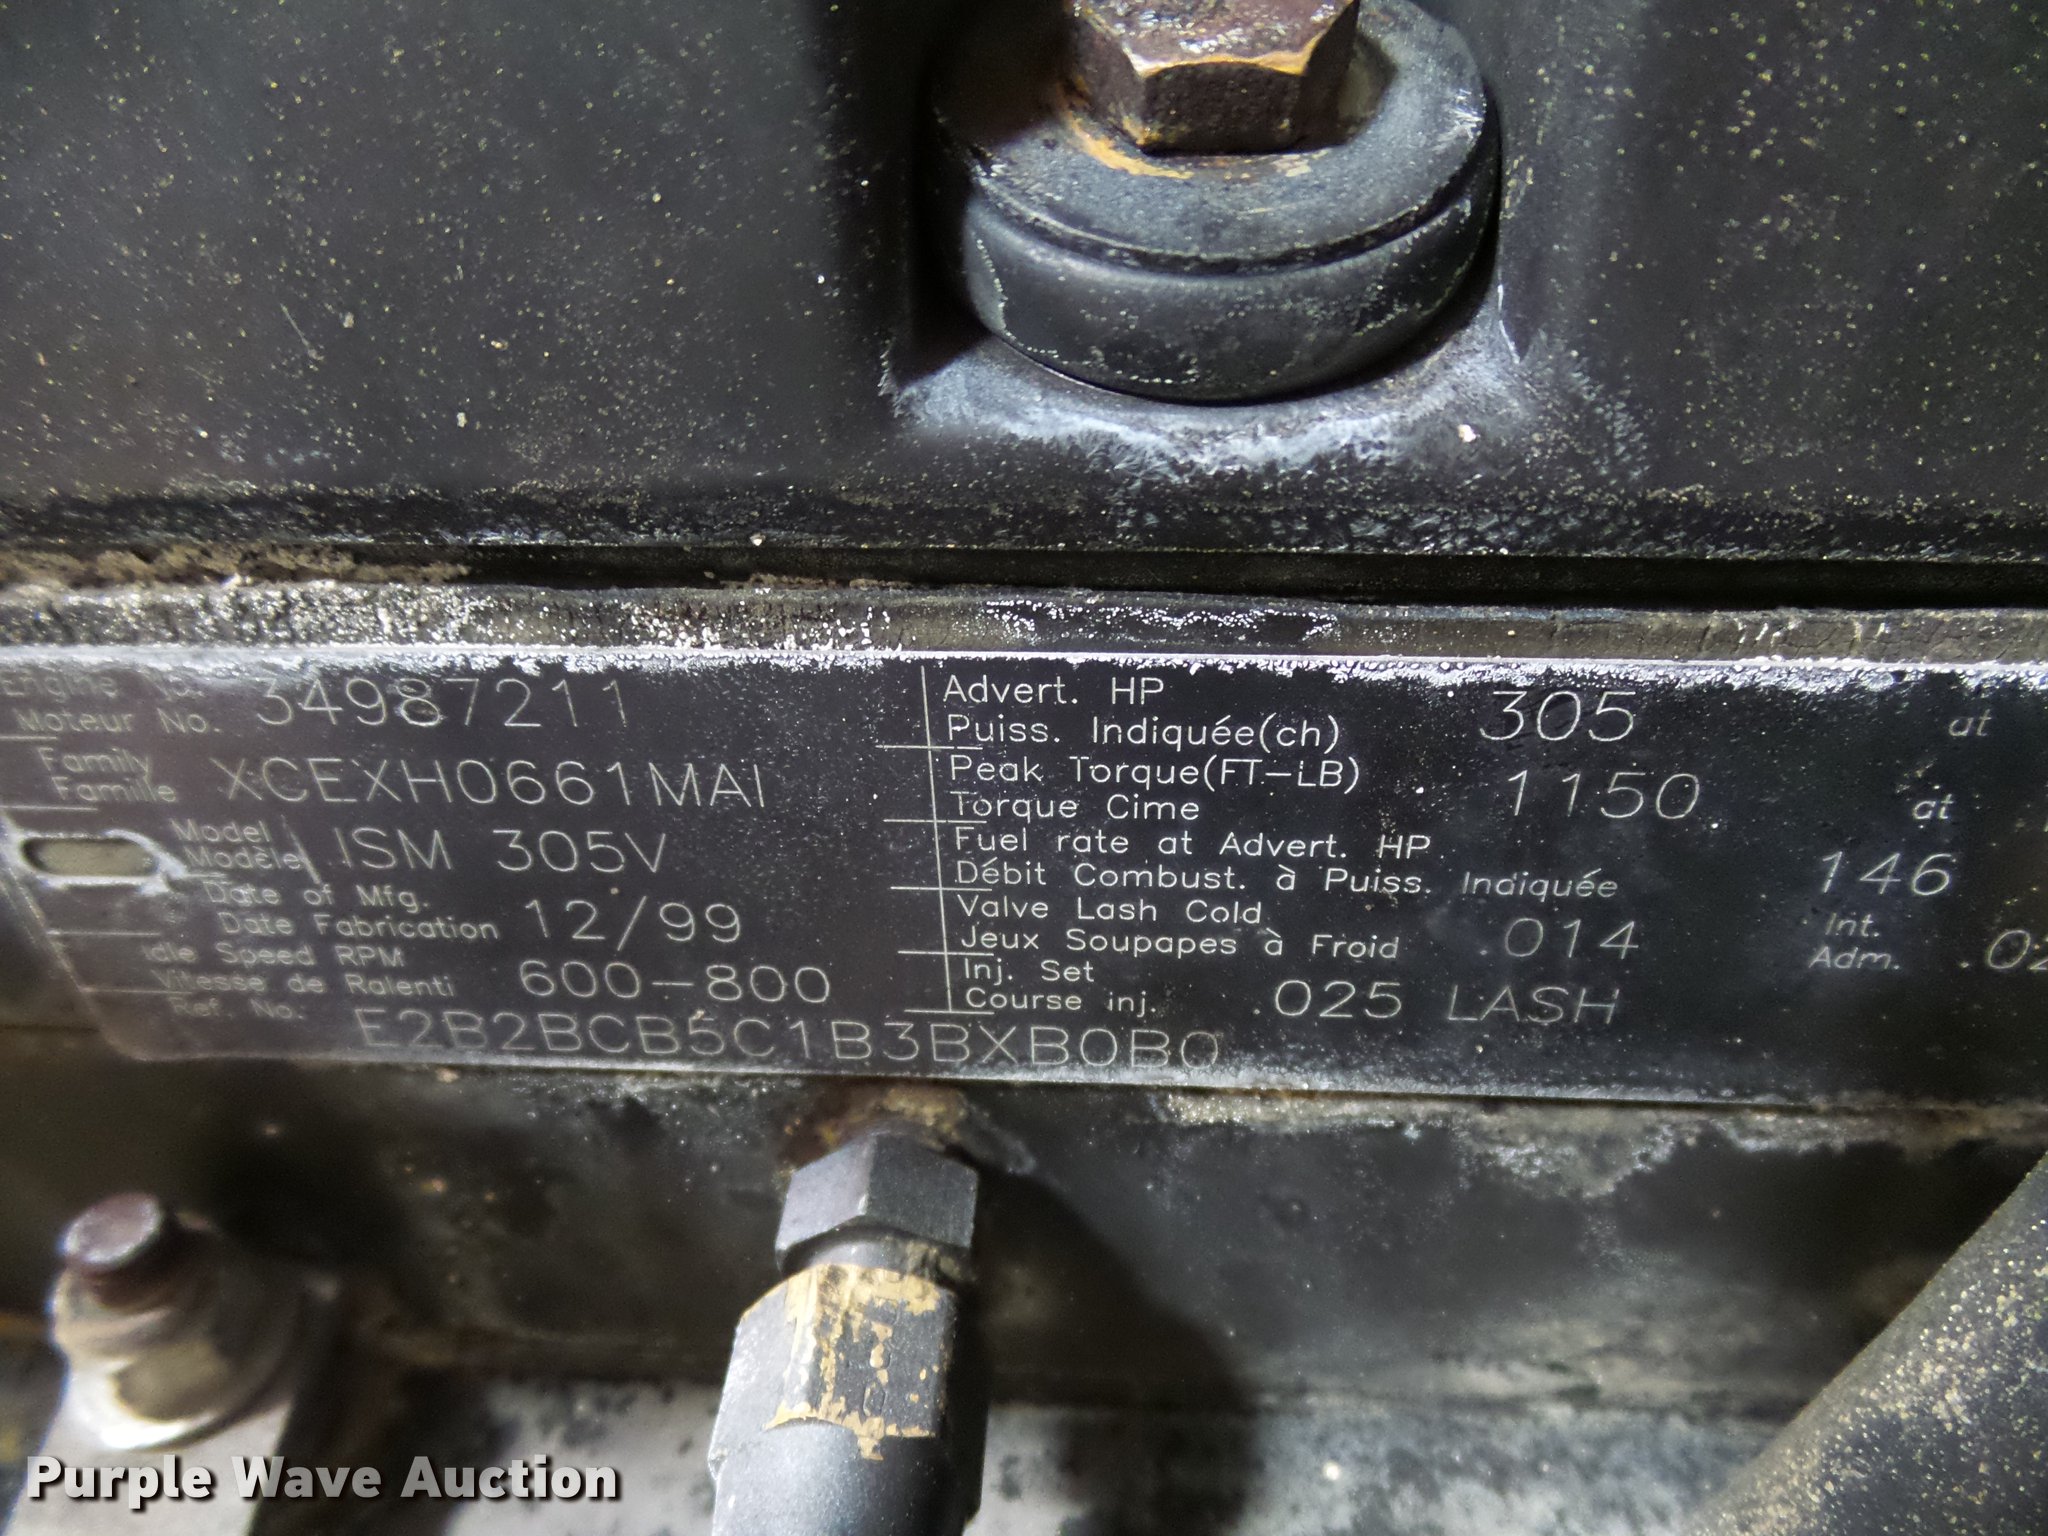 Engine No.
Moteur No. 34987211
Family
Famille XCEXH0661MAI
Model
Modèle ISM 305V
Date of Mfg.
Date Fabrication 12/99
Idle Speed RPM
Vitesse de Ralenti 600-800
Ref. No. E2B2BCB5C1B3BXB0B0
Advert. HP
Puiss. Indiquée(ch) 305 at
Peak Torque(FT-LB)
Torque Cime 1150 at
Fuel rate at Advert. HP
Débit Combust. à Puiss. Indiquée 146
Valve Lash Cold
Jeux Soupapes à Froid .014 Int.
Adm.
Inj. Set
Course inj. .025 LASH
Purple Wave Auction